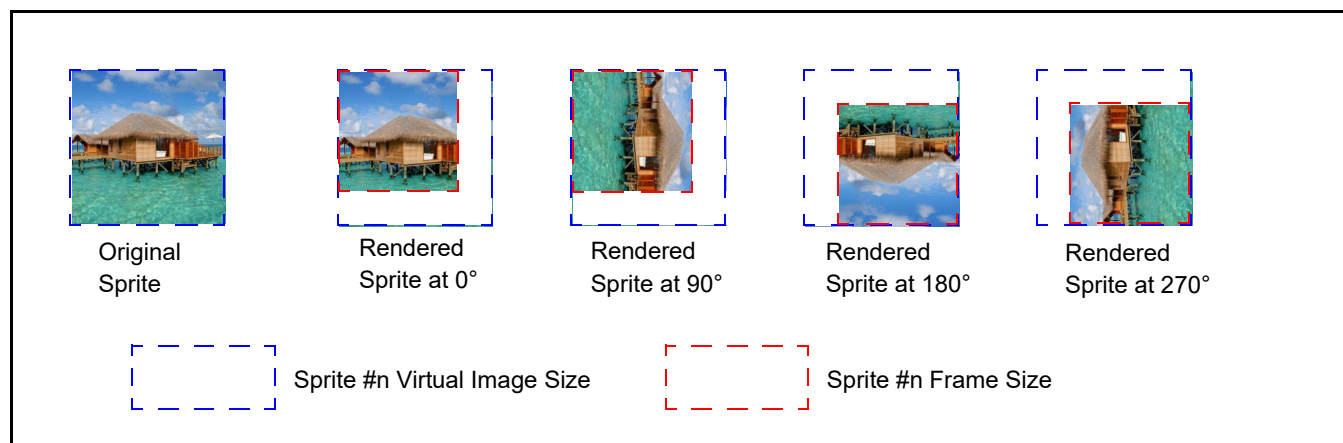 Original
Sprite
Rendered
Sprite at 0°
Rendered
Sprite at 90°
Rendered
Sprite at 180°
Rendered
Sprite at 270°
Sprite #n Virtual Image Size
Sprite #n Frame Size